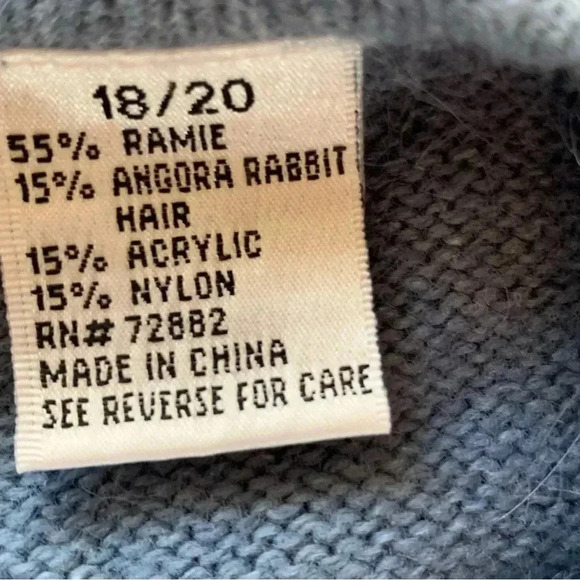 18/20
55% RAMIE
15% ANGORA RABBIT
HAIR
15% ACRYLIC
15% NYLON
RN# 72882
MADE IN CHINA
SEE REVERSE FOR CARE